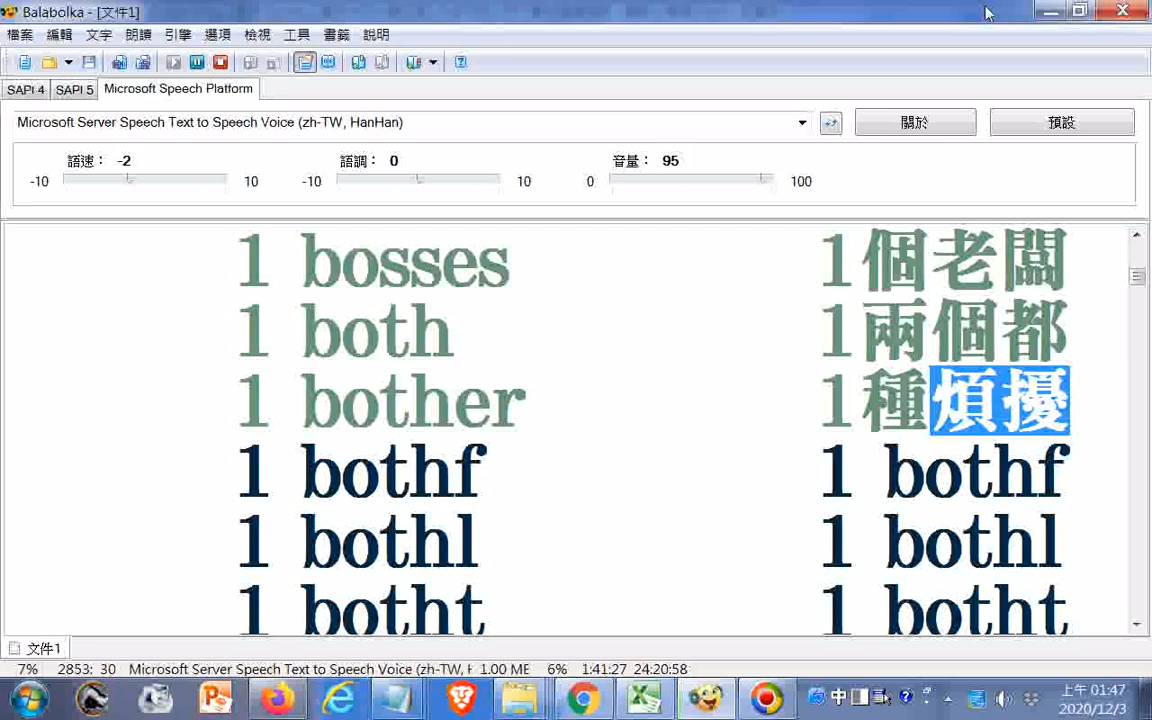 Balabolka - [文件1]
檔案 編輯 文字 朗讀 引擎 選項 檢視 工具 書籤 說明
SAPI 4 SAPI 5 Microsoft Speech Platform
Microsoft Server Speech Text to Speech Voice (zh-TW, HanHan) 關於 預設
語速： -2 語調： 0 音量： 95
-10 10 -10 10 0 100
1 bosses 1個老闆
1 both 1兩個都
1 bother 1種煩擾
1 bothf 1 bothf
1 bothl 1 bothl
1 botht 1 botht
文件1
7% 2853: 30 Microsoft Server Speech Text to Speech Voice (zh-TW, 1.00 ME 6% 1:41:27 24:20:58
中 上午 01:47
2020/12/3